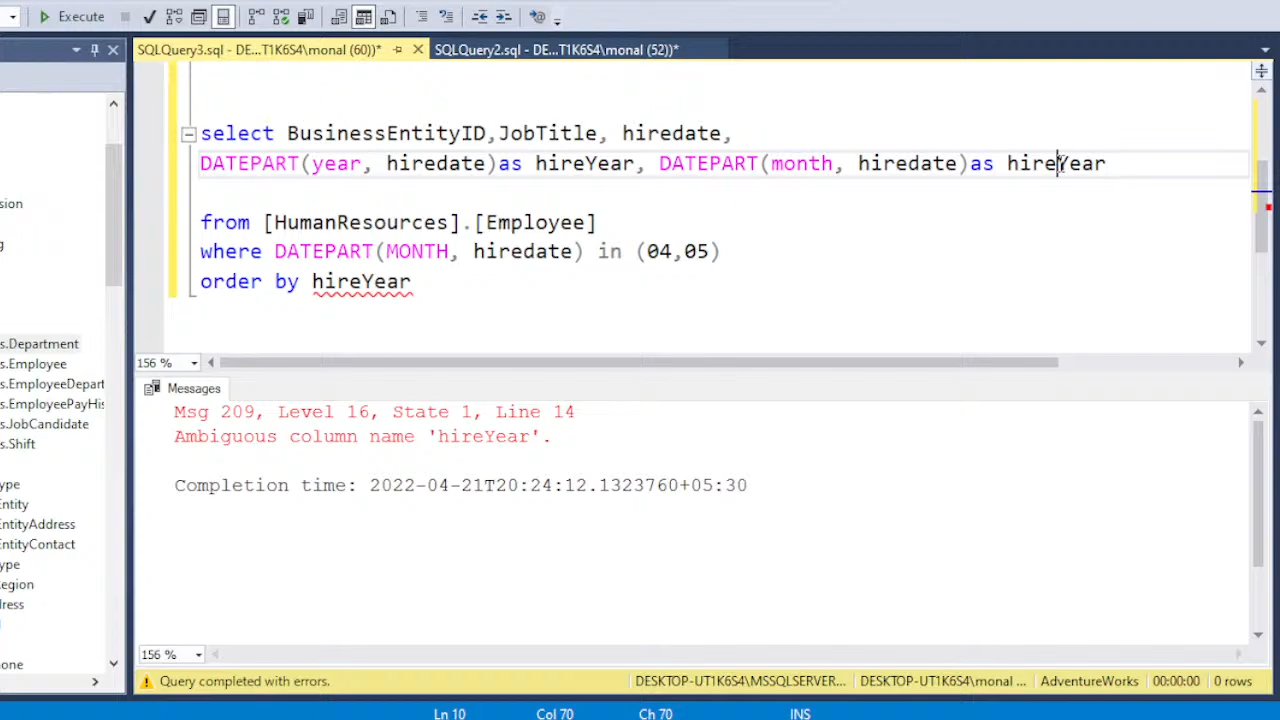 Execute
SQLQuery3.sql - DE...T1K6S4\monal (60))*
SQLQuery2.sql - DE...T1K6S4\monal (52))*
select BusinessEntityID,JobTitle, hiredate,
DATEPART(year, hiredate)as hireYear, DATEPART(month, hiredate)as hireYear
from [HumanResources].[Employee]
where DATEPART(MONTH, hiredate) in (04,05)
order by hireYear
156 %
Messages
Msg 209, Level 16, State 1, Line 14
Ambiguous column name 'hireYear'.
Completion time: 2022-04-21T20:24:12.1323760+05:30
156 %
sion
g
s.Department
s.Employee
s.EmployeeDepart
s.EmployeePayHis
s.JobCandidate
s.Shift
ype
Entity
EntityAddress
EntityContact
ype
Region
dress
one
Query completed with errors.
DESKTOP-UT1K6S4\MSSQLSERVER...
DESKTOP-UT1K6S4\monal ...
AdventureWorks
00:00:00
0 rows
Ln 10
Col 70
Ch 70
INS